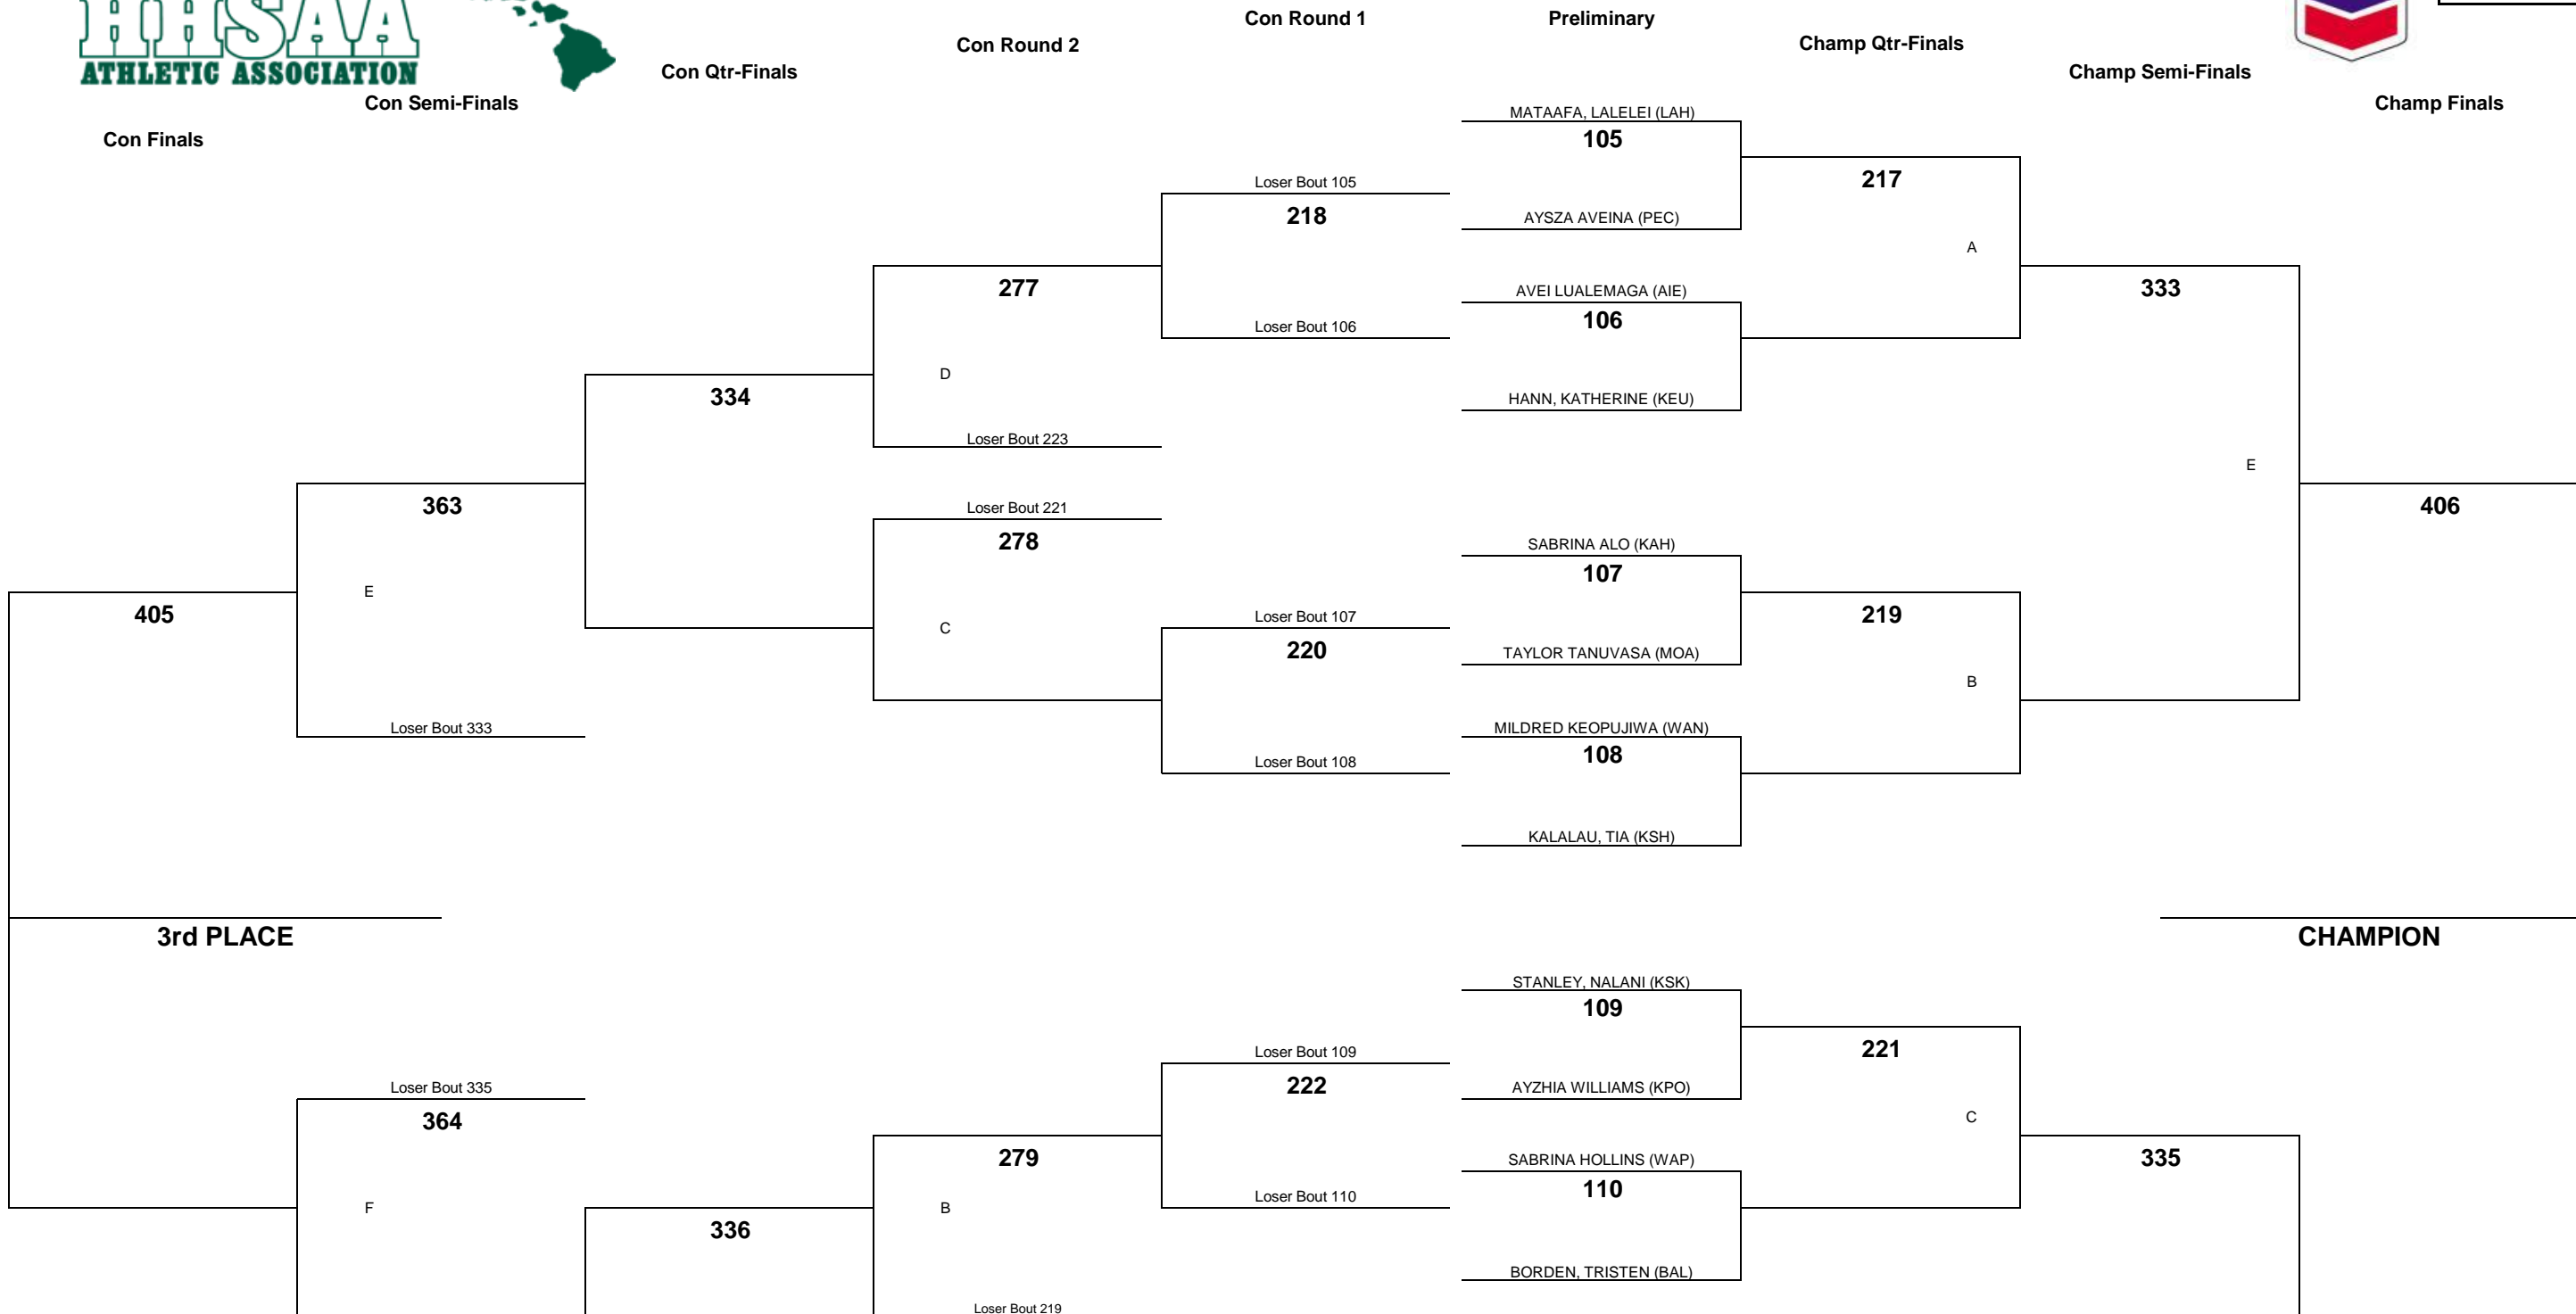 HHSAA
ATHLETIC ASSOCIATION
Con Round 1
Preliminary
Con Round 2
Champ Qtr-Finals
Con Qtr-Finals
Champ Semi-Finals
Con Semi-Finals
Champ Finals
Con Finals
MATAAFA, LALELEI (LAH)
105
Loser Bout 105
217
218
AYSZA AVEINA (PEC)
A
277
AVEI LUALEMAGA (AIE)
333
106
Loser Bout 106
D
334
HANN, KATHERINE (KEU)
Loser Bout 223
E
363
Loser Bout 221
406
278
SABRINA ALO (KAH)
107
E
405
Loser Bout 107
219
C
220
TAYLOR TANUVASA (MOA)
B
Loser Bout 333
MILDRED KEOPUJIWA (WAN)
108
Loser Bout 108
KALALAU, TIA (KSH)
3rd PLACE
CHAMPION
STANLEY, NALANI (KSK)
109
Loser Bout 109
221
Loser Bout 335
222
AYZHIA WILLIAMS (KPO)
364
C
279
SABRINA HOLLINS (WAP)
335
110
Loser Bout 110
F
B
336
BORDEN, TRISTEN (BAL)
Loser Bout 219